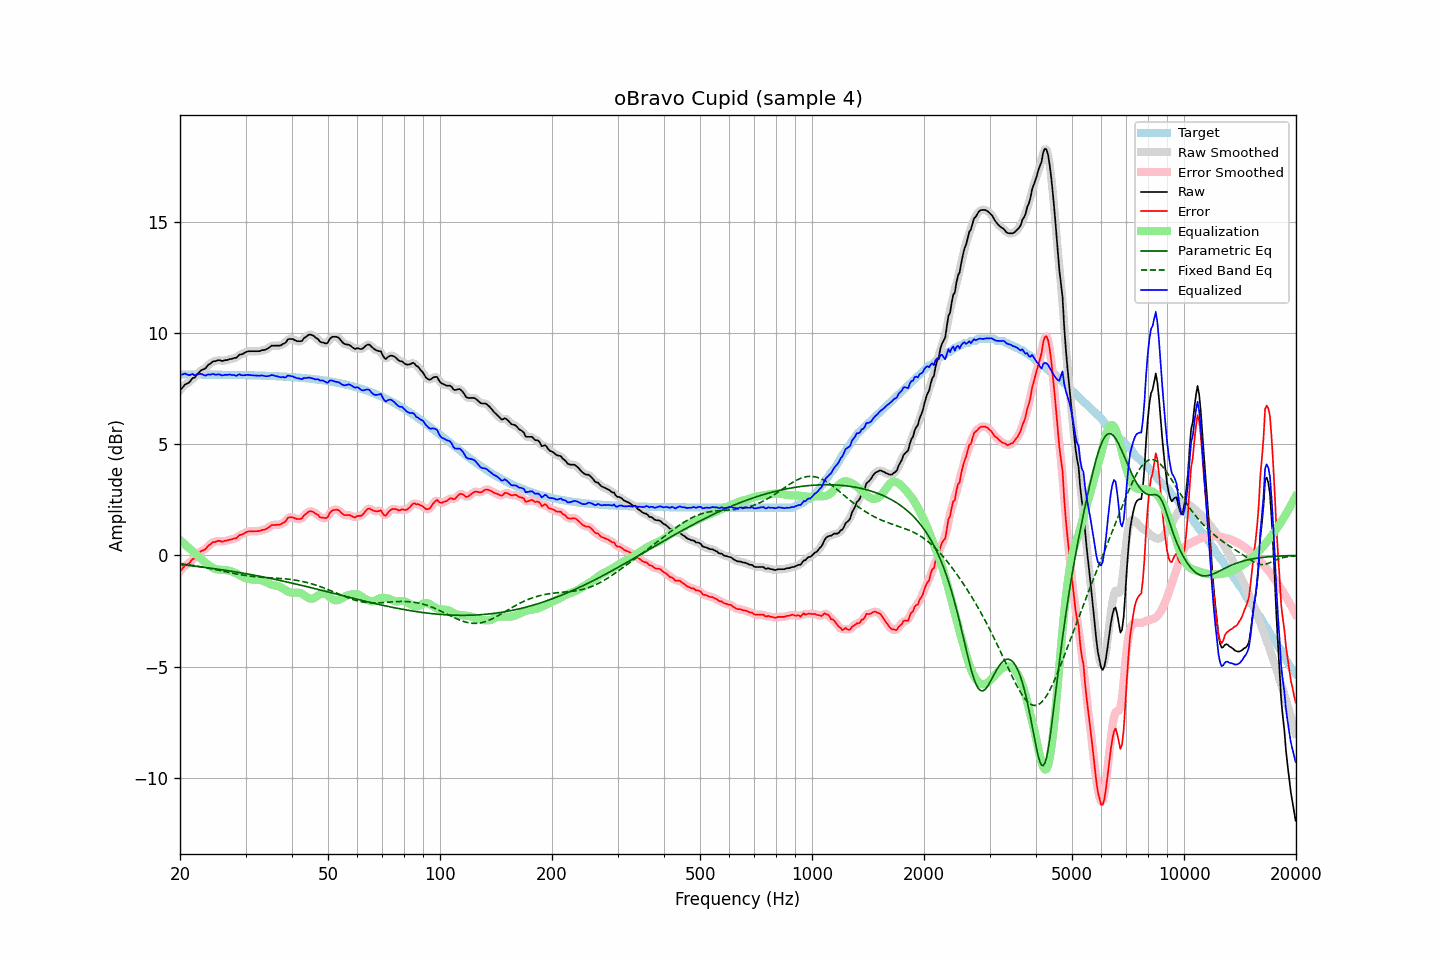 oBravo Cupid (sample 4)
Target
Raw Smoothed
Error Smoothed
Raw
Error
Equalization
Parametric Eq
Fixed Band Eq
Equalized
15
10
5
0
−5
−10
Amplitude (dBr)
20 50 100 200 500 1000 2000 5000 10000 20000
Frequency (Hz)